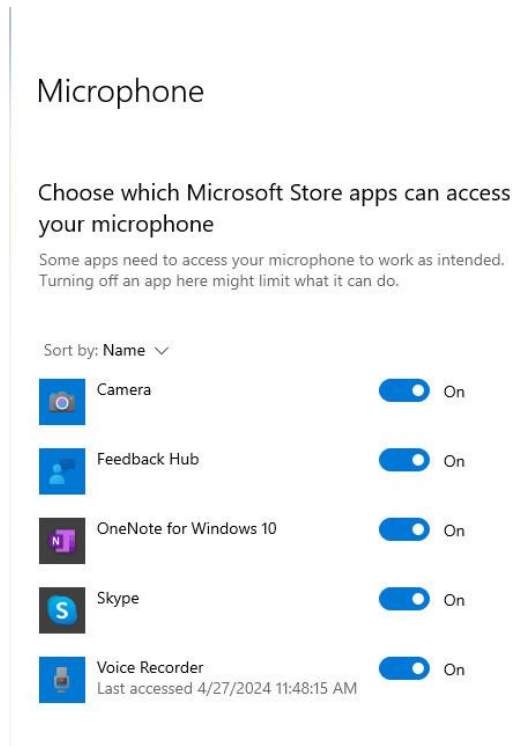 Microphone
Choose which Microsoft Store apps can access
your microphone
Some apps need to access your microphone to work as intended.
Turning off an app here might limit what it can do.
Sort by: Name
Camera On
Feedback Hub On
N OneNote for Windows 10 On
S Skype On
Voice Recorder On
Last accessed 4/27/2024 11:48:15 AM